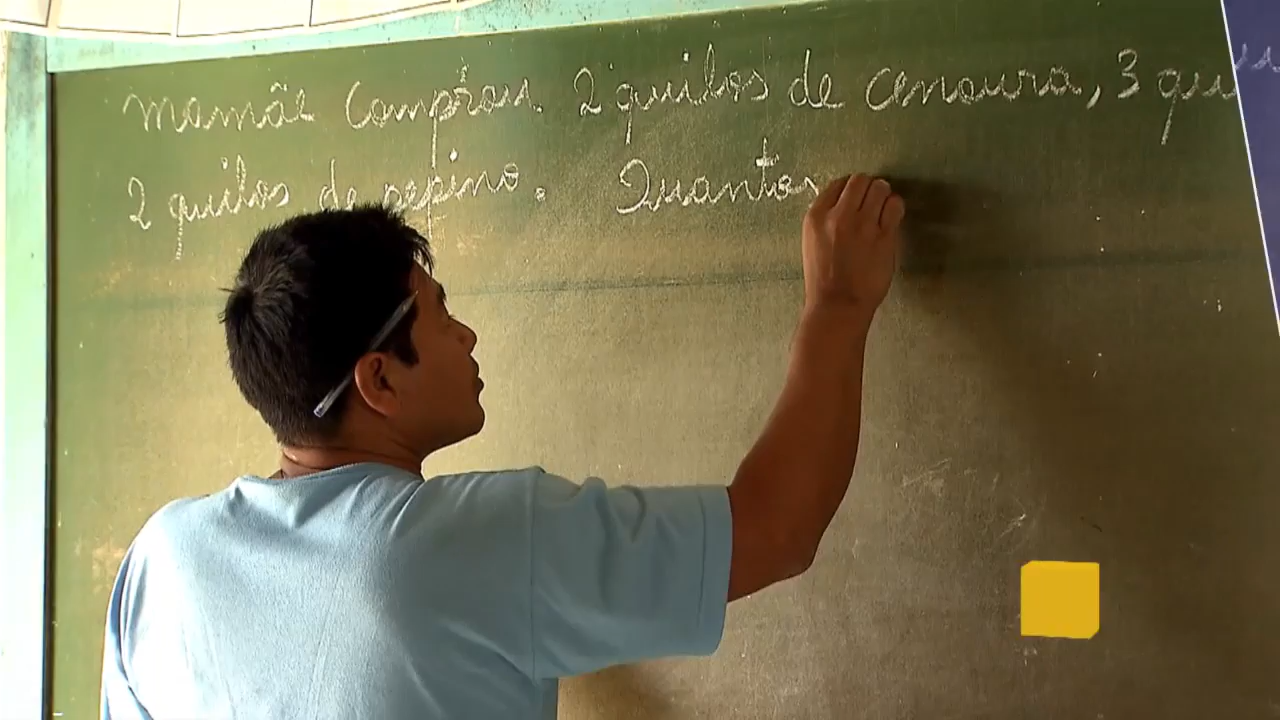 mamãe comprou 2 quilos de cenoura, 3 qui
2 quilos de pepino. Quantos